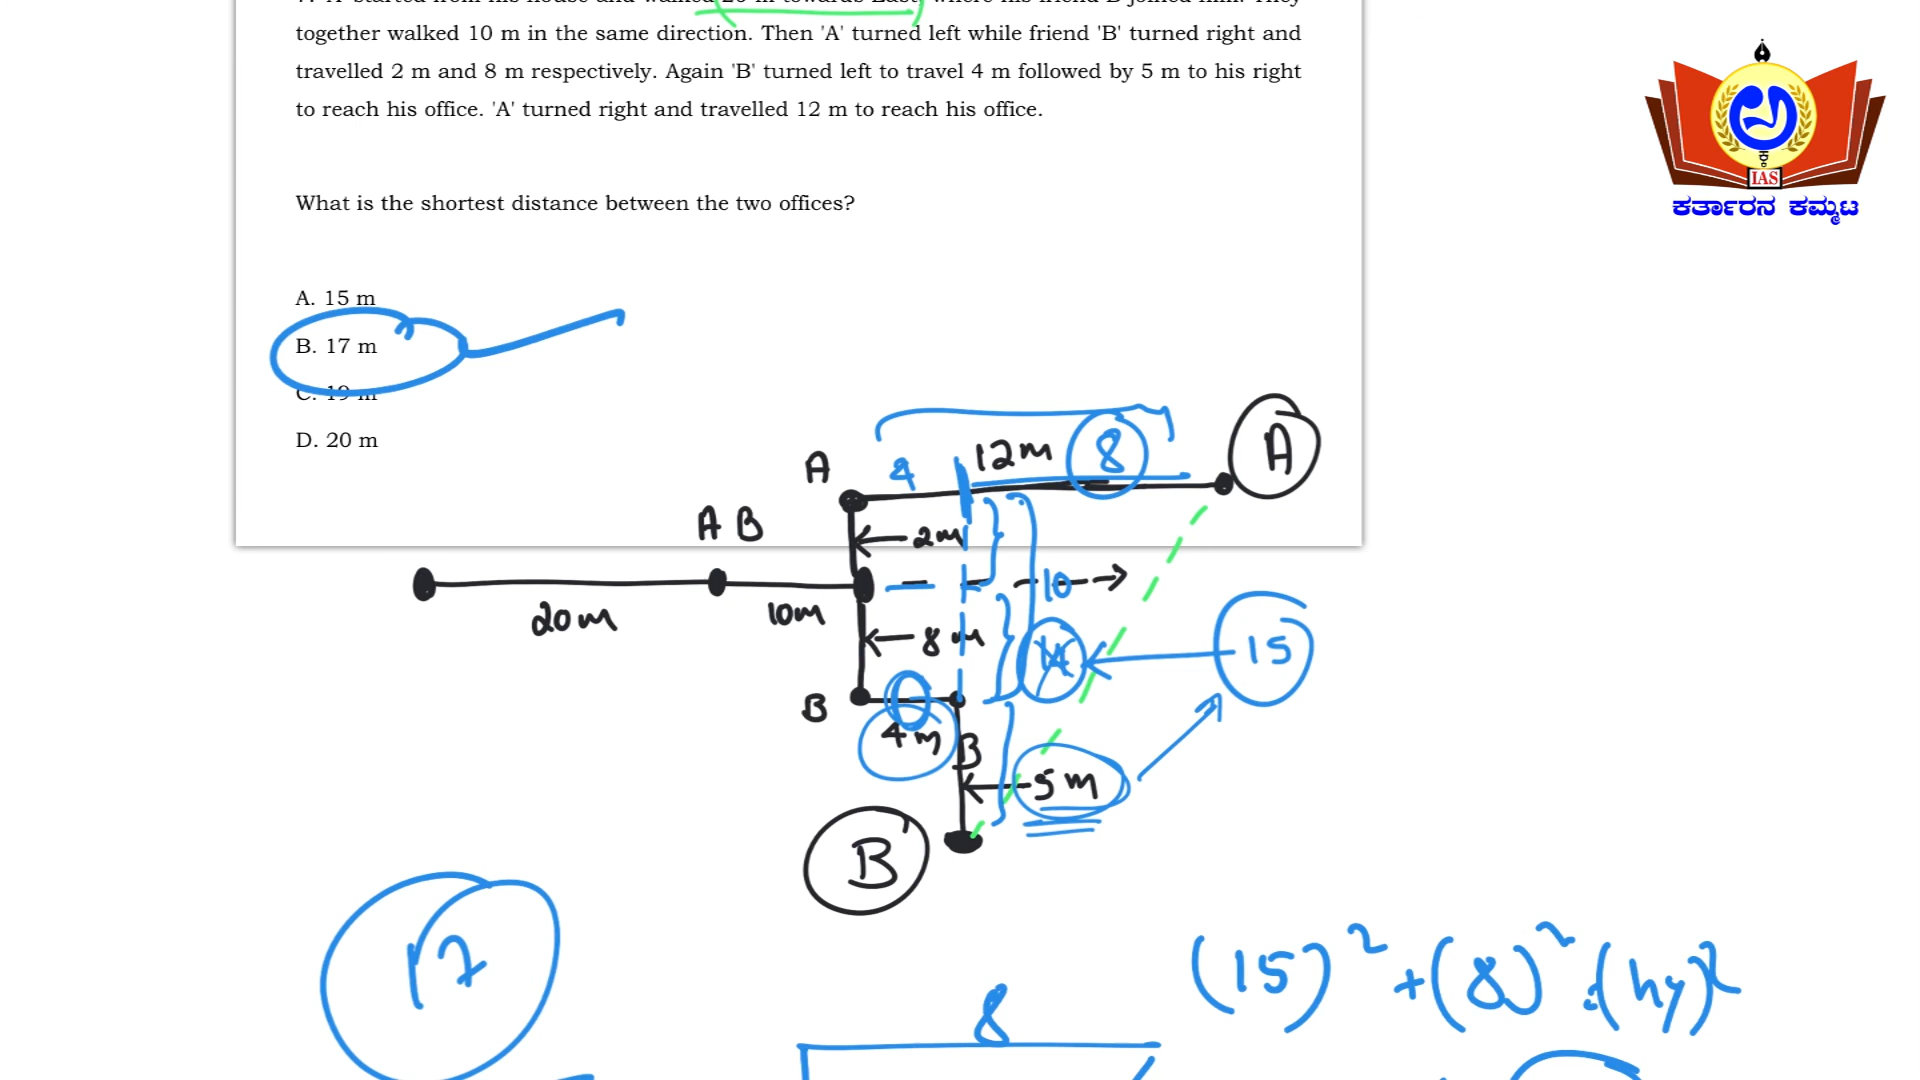 together walked 10 m in the same direction. Then 'A' turned left while friend 'B' turned right and
travelled 2 m and 8 m respectively. Again 'B' turned left to travel 4 m followed by 5 m to his right
to reach his office. 'A' turned right and travelled 12 m to reach his office.
What is the shortest distance between the two offices?
A. 15 m
B. 17 m
C. 19 m
D. 20 m
IAS
ಕರ್ತಾರನ ಕಮ್ಮಟ
A 4 12m 8 A
A B
2m
20m 10m 10
8 m 15
B 4m B
5m
B
17
8
(15)² + (8)² = (hy)²